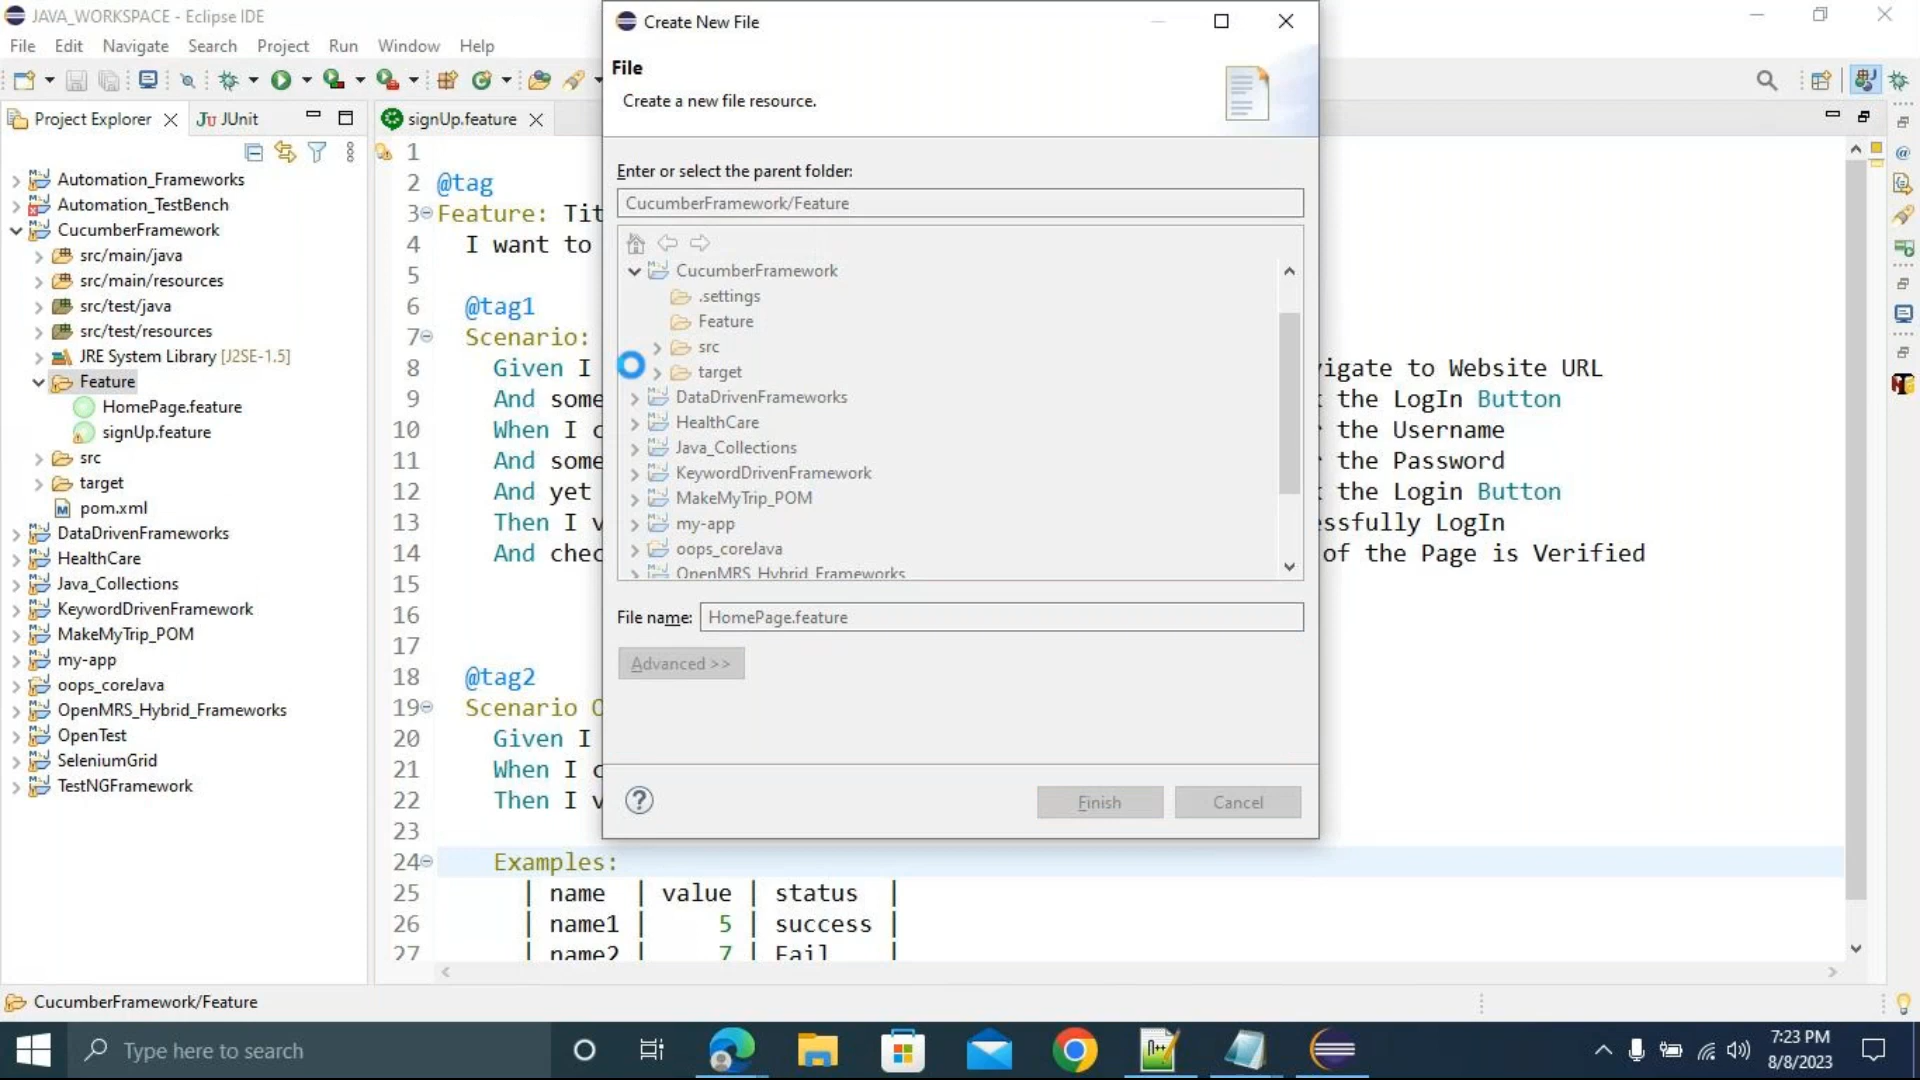 JAVA_WORKSPACE - Eclipse IDE
File Edit Navigate Search Project Run Window Help
Project Explorer
JUnit
Automation_Frameworks
Automation_TestBench
CucumberFramework
src/main/java
src/main/resources
src/test/java
src/test/resources
JRE System Library [J2SE-1.5]
Feature
HomePage.feature
signUp.feature
src
target
pom.xml
DataDrivenFrameworks
HealthCare
Java_Collections
KeywordDrivenFramework
MakeMyTrip_POM
my-app
oops_coreJava
OpenMRS_Hybrid_Frameworks
OpenTest
SeleniumGrid
TestNGFramework
signUp.feature
1
2 @tag
3 Feature: Tit
4 I want to
5
6 @tag1
7 Scenario:
8 Given I
9 And some
10 When I c
11 And some
12 And yet
13 Then I v
14 And chec
15
16
17
18 @tag2
19 Scenario O
20 Given I
21 When I c
22 Then I v
23
24 Examples:
25 | name | value | status |
26 | name1 | 5 | success |
27 | name2 | 7 | Fail |
igate to Website URL
the LogIn Button
the Username
the Password
the Login Button
ssfully LogIn
of the Page is Verified
Create New File
File
Create a new file resource.
Enter or select the parent folder:
CucumberFramework/Feature
CucumberFramework
.settings
Feature
src
target
DataDrivenFrameworks
HealthCare
Java_Collections
KeywordDrivenFramework
MakeMyTrip_POM
my-app
oops_coreJava
OpenMRS_Hybrid_Frameworks
File name: HomePage.feature
Advanced >>
Finish
Cancel
CucumberFramework/Feature
Type here to search
7:23 PM
8/8/2023